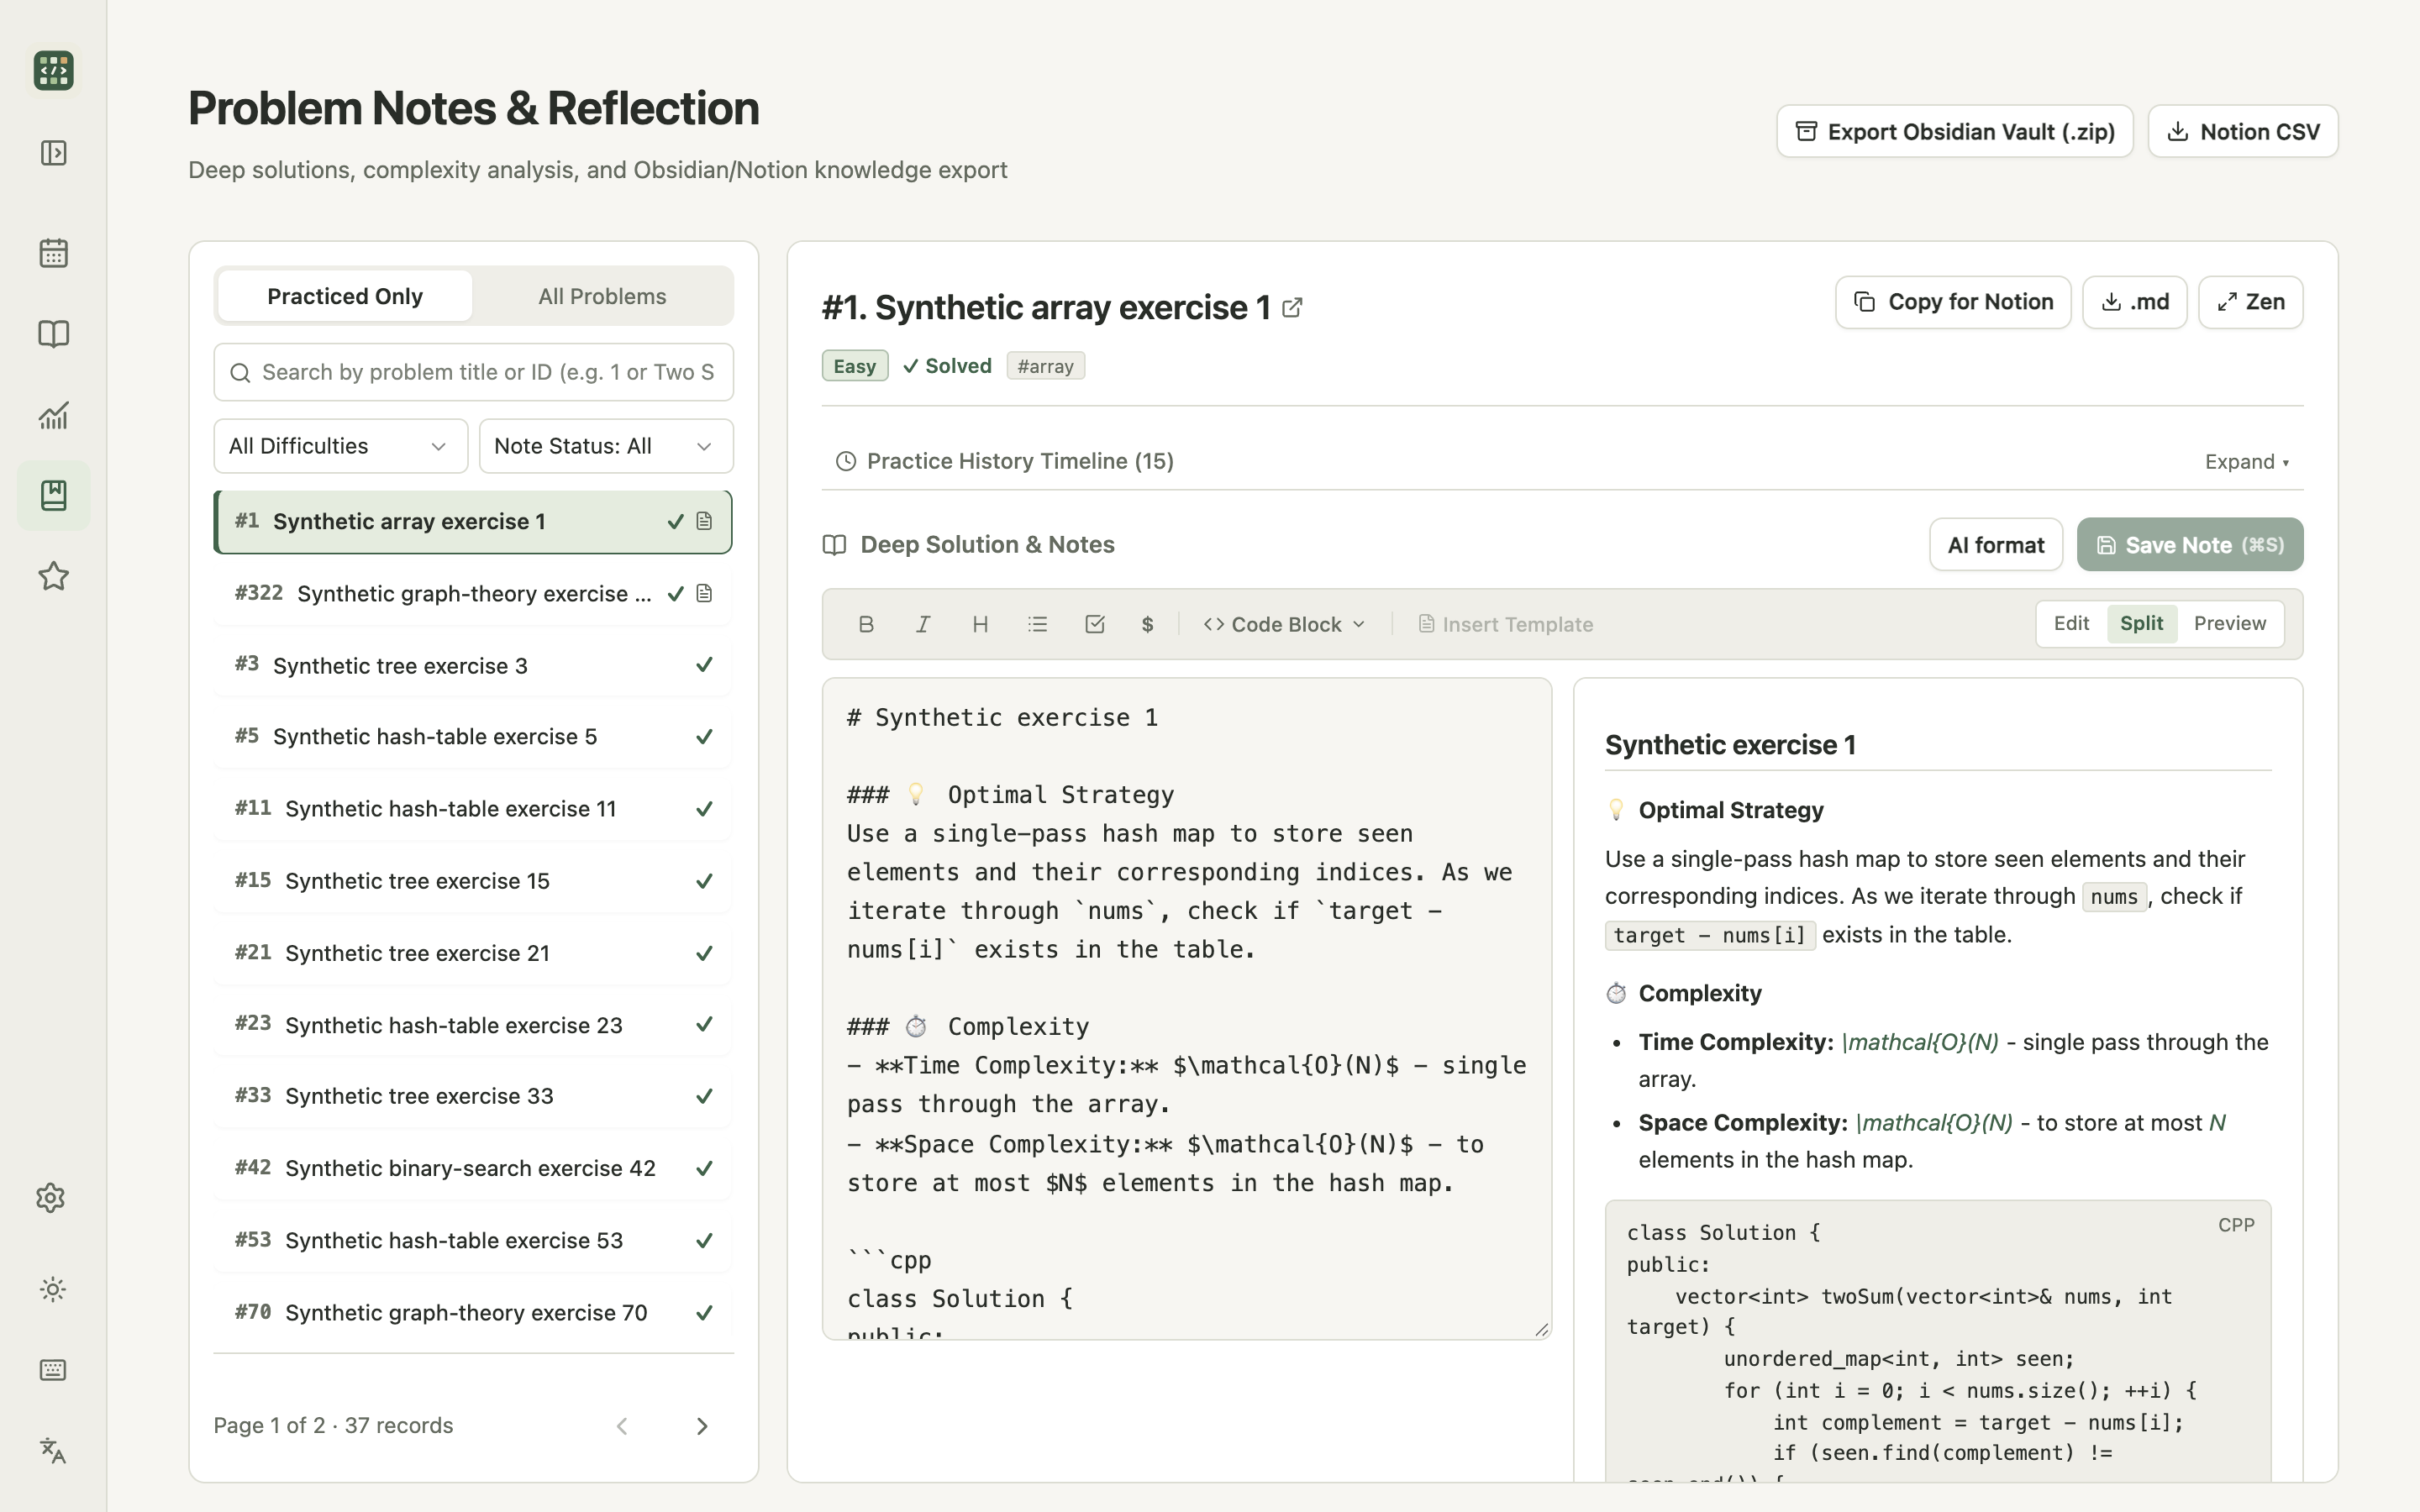 Problem Notes & Reflection
Deep solutions, complexity analysis, and Obsidian/Notion knowledge export
Export Obsidian Vault (.zip)
Notion CSV
Practiced Only
All Problems
Search by problem title or ID (e.g. 1 or Two S
All Difficulties
Note Status: All
#1 Synthetic array exercise 1
#322 Synthetic graph-theory exercise ...
#3 Synthetic tree exercise 3
#5 Synthetic hash-table exercise 5
#11 Synthetic hash-table exercise 11
#15 Synthetic tree exercise 15
#21 Synthetic tree exercise 21
#23 Synthetic hash-table exercise 23
#33 Synthetic tree exercise 33
#42 Synthetic binary-search exercise 42
#53 Synthetic hash-table exercise 53
#70 Synthetic graph-theory exercise 70
Page 1 of 2 · 37 records
#1. Synthetic array exercise 1
Copy for Notion
.md
Zen
Easy
✓ Solved
#array
Practice History Timeline (15)
Expand ▾
Deep Solution & Notes
AI format
Save Note (⌘S)
B I H $
<> Code Block
Insert Template
Edit
Split
Preview
# Synthetic exercise 1
### 💡 Optimal Strategy
Use a single-pass hash map to store seen
elements and their corresponding indices. As we
iterate through `nums`, check if `target -
nums[i]` exists in the table.
### ⏱️ Complexity
- **Time Complexity:** $\mathcal{O}(N)$ - single
pass through the array.
- **Space Complexity:** $\mathcal{O}(N)$ - to
store at most $N$ elements in the hash map.
```cpp
class Solution {
public:
Synthetic exercise 1
💡 Optimal Strategy
Use a single-pass hash map to store seen elements and their
corresponding indices. As we iterate through nums, check if
target - nums[i] exists in the table.
⏱️ Complexity
• Time Complexity: \mathcal{O}(N) - single pass through the
array.
• Space Complexity: \mathcal{O}(N) - to store at most N
elements in the hash map.
CPP
class Solution {
public:
    vector<int> twoSum(vector<int>& nums, int
target) {
        unordered_map<int, int> seen;
        for (int i = 0; i < nums.size(); ++i) {
            int complement = target - nums[i];
            if (seen.find(complement) !=
seen.end()) {